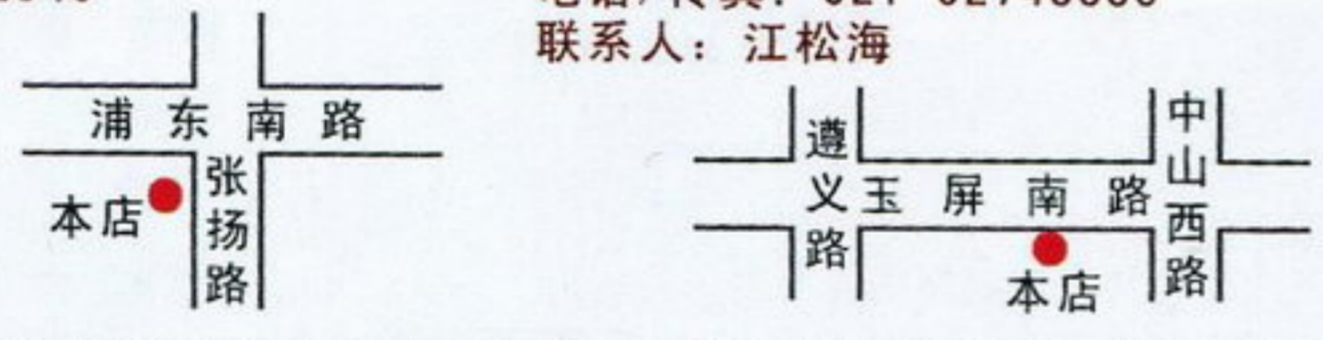 联系人：江松海
浦东南路
张扬路
本店
遵义路
玉屏南路
中山西路
本店